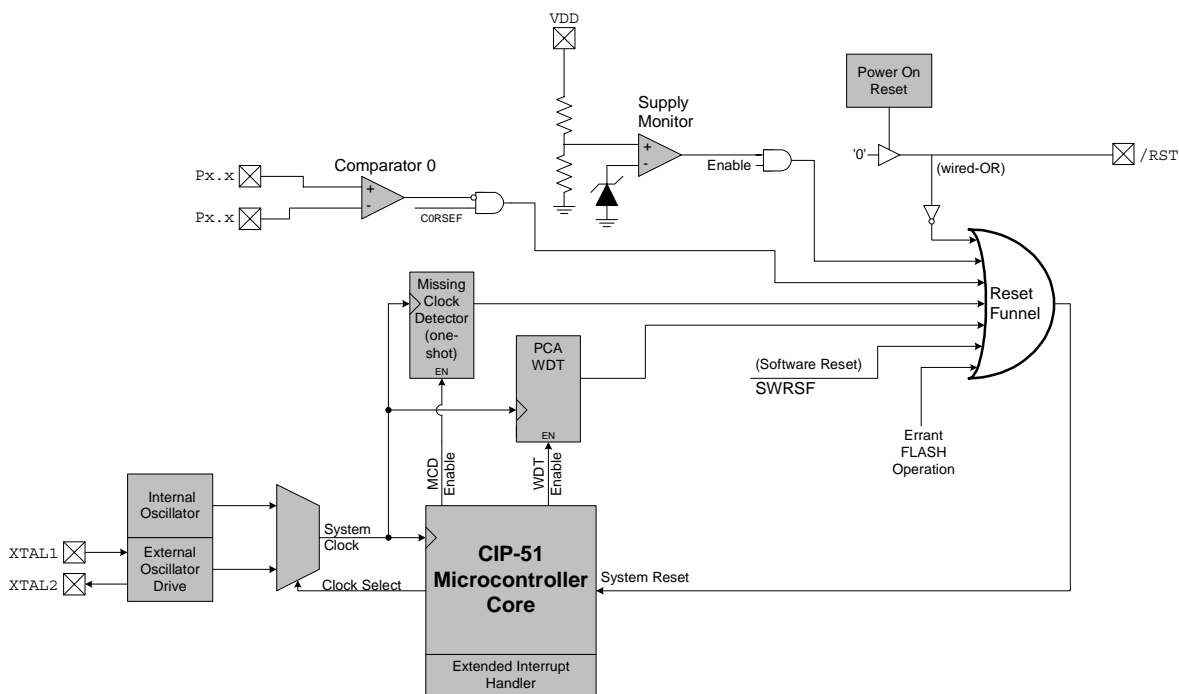 VDD
Power On
Reset
Supply
Monitor
+
-
Enable
'0'
/RST
(wired-OR)
Comparator 0
Px.x
+
Px.x
-
C0RSEF
Missing
Clock
Detector
(one-
shot)
EN
Reset
Funnel
PCA
WDT
EN
(Software Reset)
SWRSF
Errant
FLASH
Operation
MCD
Enable
WDT
Enable
Internal
Oscillator
System
Clock
XTAL1
XTAL2
External
Oscillator
Drive
Clock Select
CIP-51
Microcontroller
Core
System Reset
Extended Interrupt
Handler